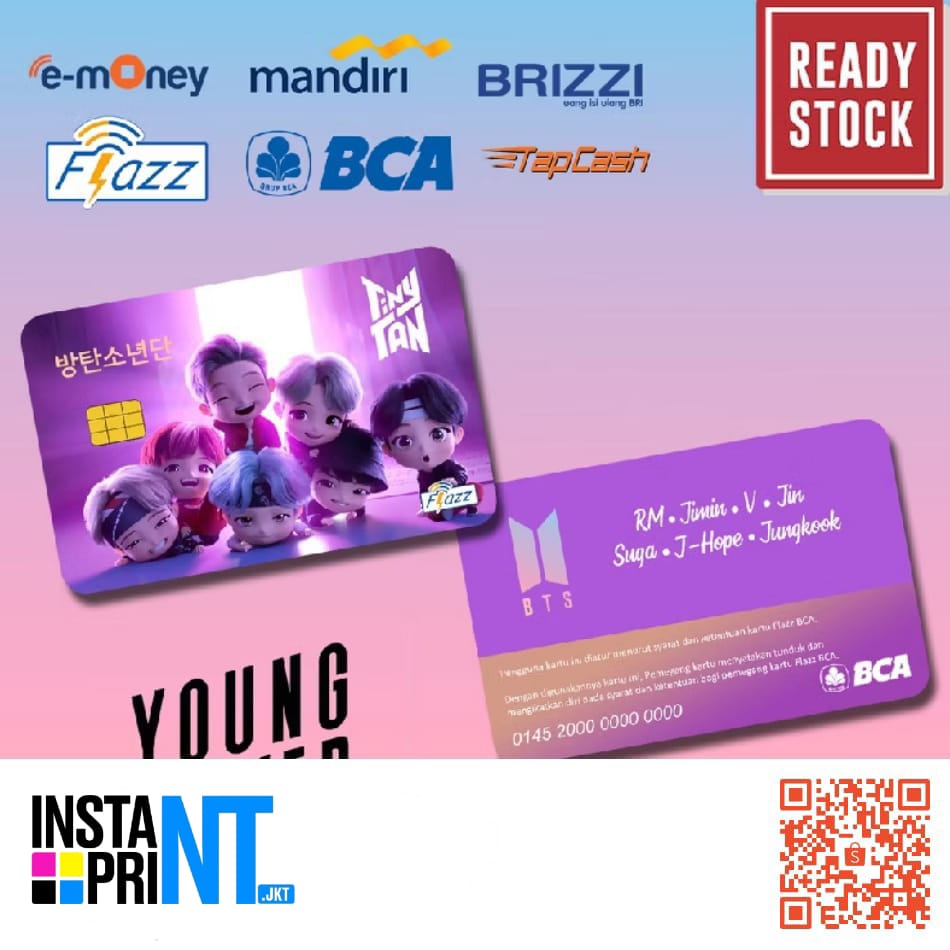 e-money
mandiri
BRIZZI
uang isi ulang BRI
READY
STOCK
Flazz
GRUP BCA
BCA
TapCash
TINY
TAN
방탄소년단
Flazz
RM • Jimin • V • Jin
Suga • J-Hope • Jungkook
BTS
Pengguna kartu ini diatur menurut syarat dan ketentuan kartu Flazz BCA.
Dengan digunakannya kartu ini, Pemegang kartu menyatakan tunduk dan
mengikatkan diri pada syarat dan ketentuan bagi pemegang kartu Flazz BCA.
BCA
0145 2000 0000 0000
YOUNG
INSTA
PRINT
.JKT